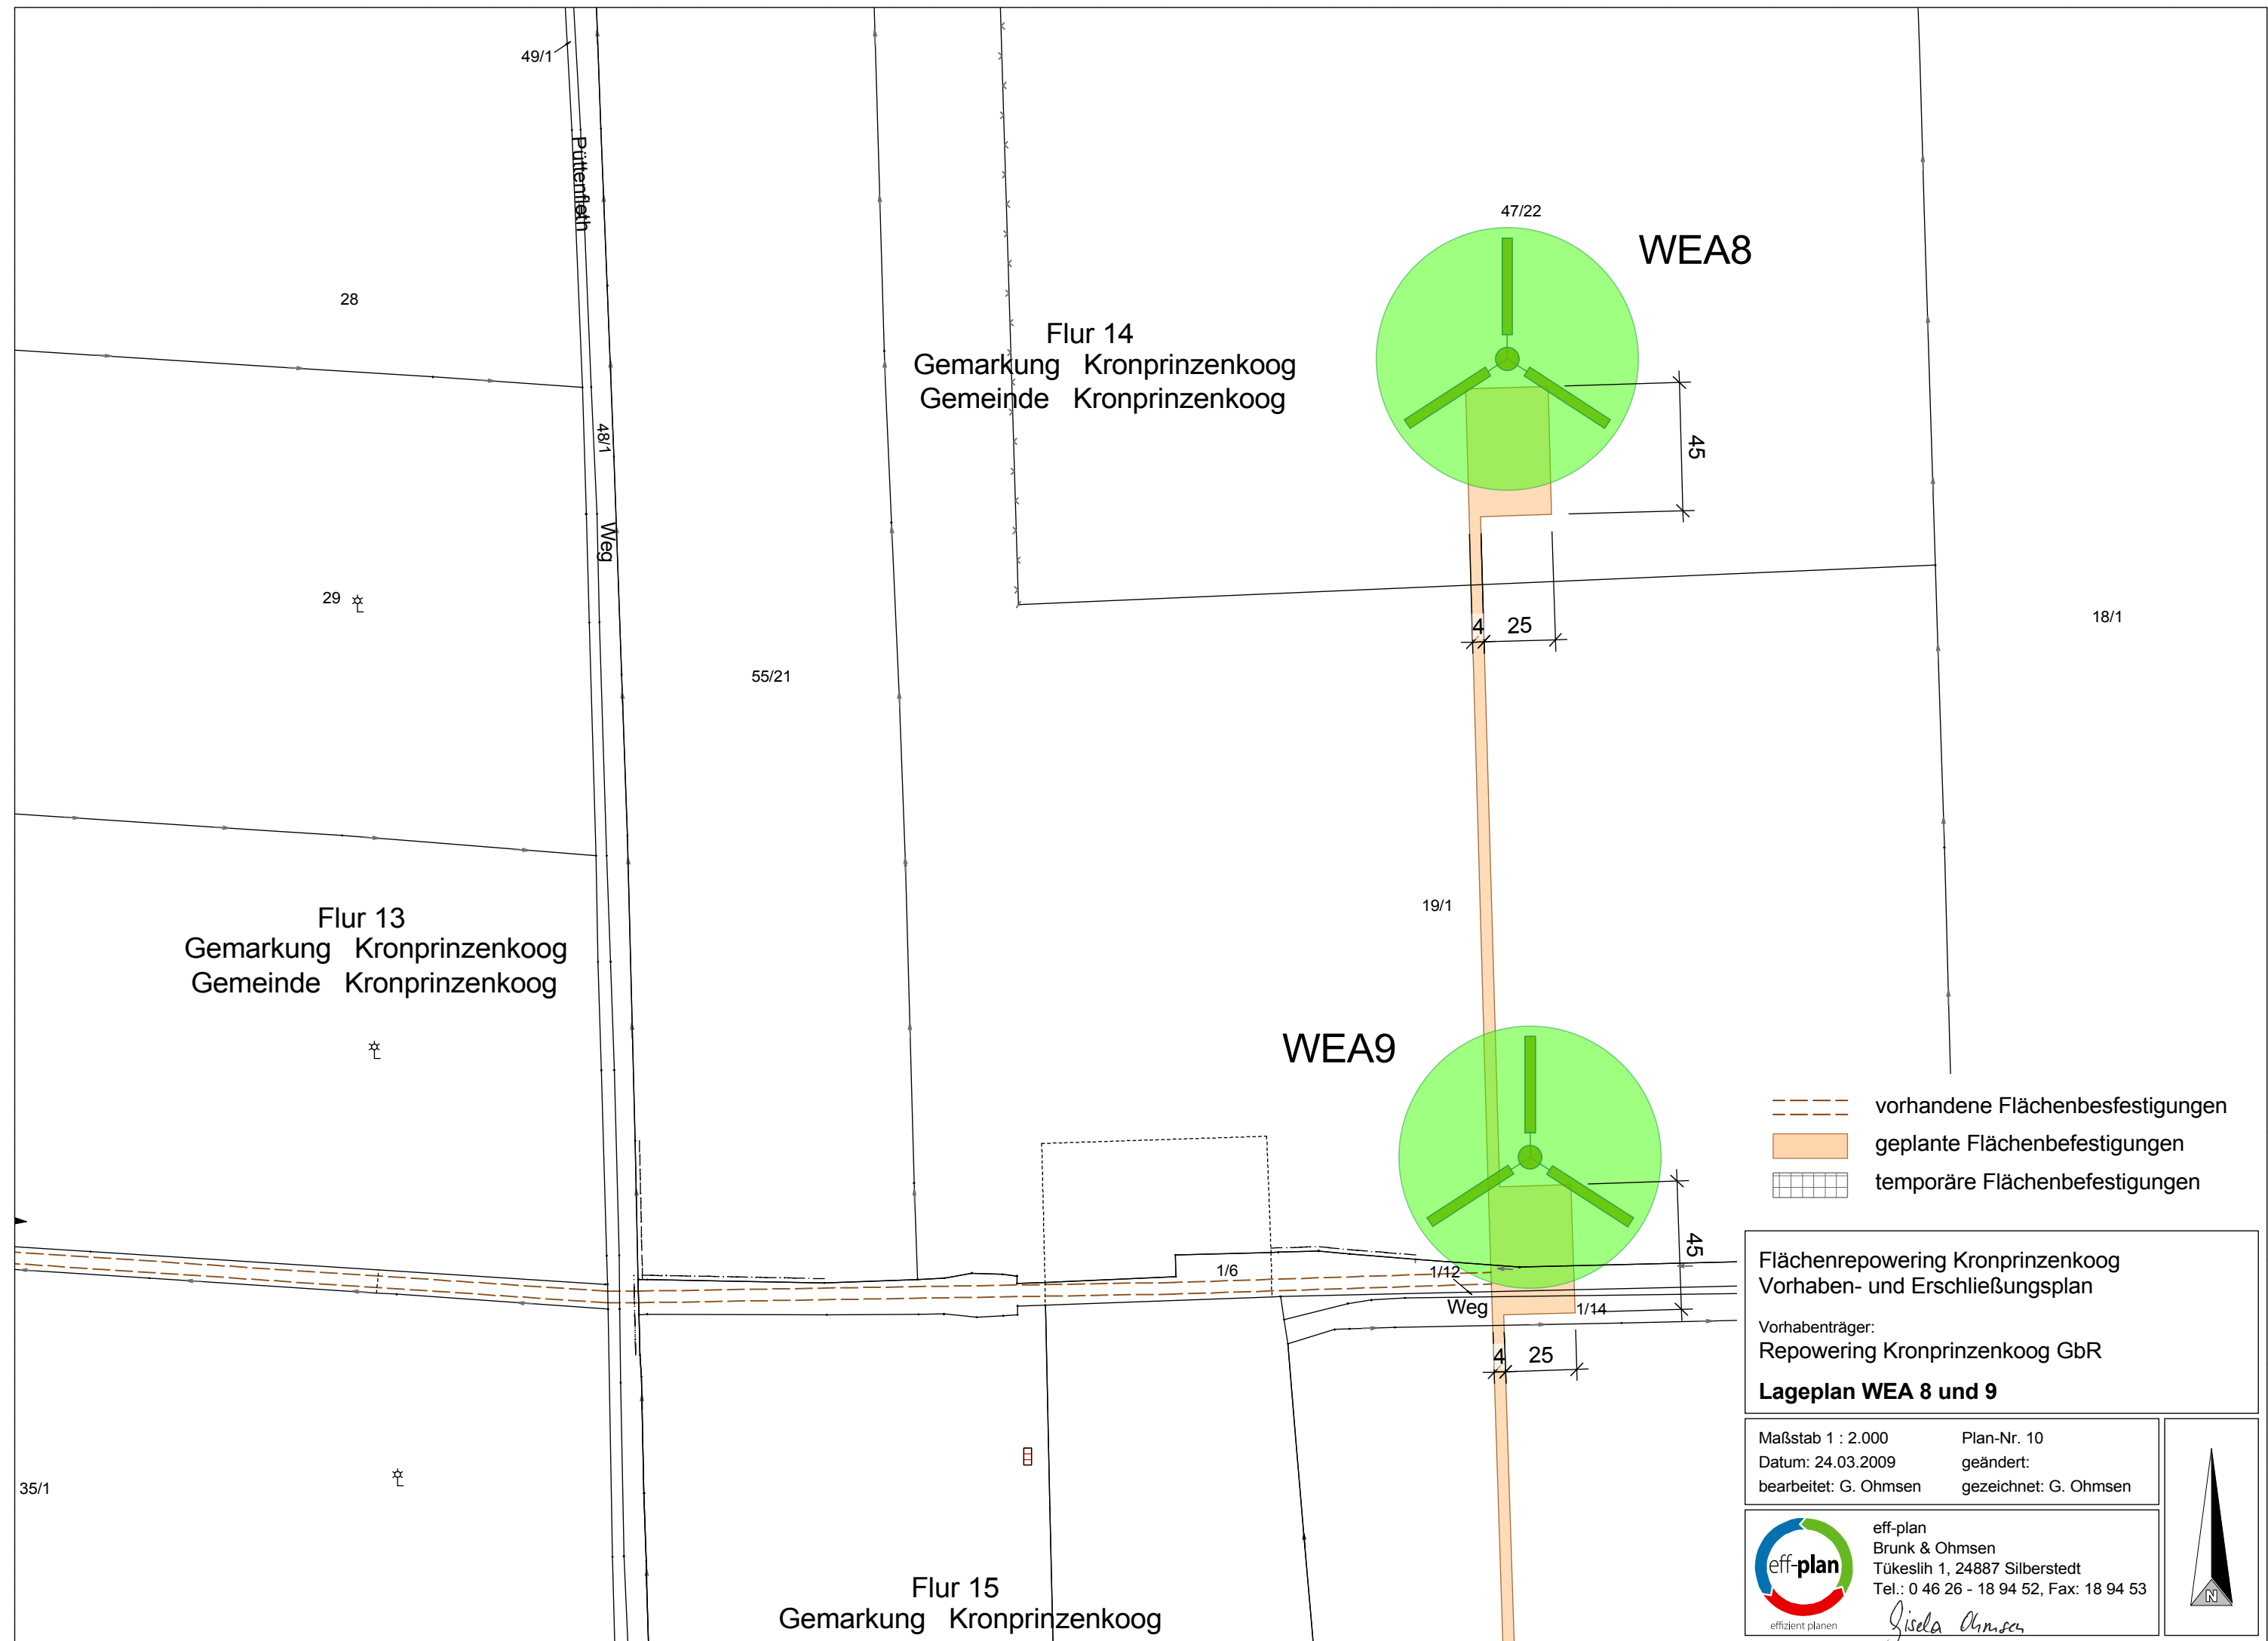 49/1
Püttenfleth
47/22
WEA8
28
Flur 14
Gemarkung Kronprinzenkoog
Gemeinde Kronprinzenkoog
48/1
45
Weg
29
4 25
18/1
55/21
19/1
Flur 13
Gemarkung Kronprinzenkoog
Gemeinde Kronprinzenkoog
WEA9
vorhandene Flächenbesfestigungen
geplante Flächenbefestigungen
temporäre Flächenbefestigungen
45
1/6
1/12
Weg
1/14
4 25
35/1
Flur 15
Gemarkung Kronprinzenkoog
Flächenrepowering Kronprinzenkoog
Vorhaben- und Erschließungsplan
Vorhabenträger:
Repowering Kronprinzenkoog GbR
Lageplan WEA 8 und 9
Maßstab 1 : 2.000 Plan-Nr. 10
Datum: 24.03.2009 geändert:
bearbeitet: G. Ohmsen gezeichnet: G. Ohmsen
eff-plan
effizient planen
eff-plan
Brunk & Ohmsen
Tükeslih 1, 24887 Silberstedt
Tel.: 0 46 26 - 18 94 52, Fax: 18 94 53
Gisela Ohmsen
N